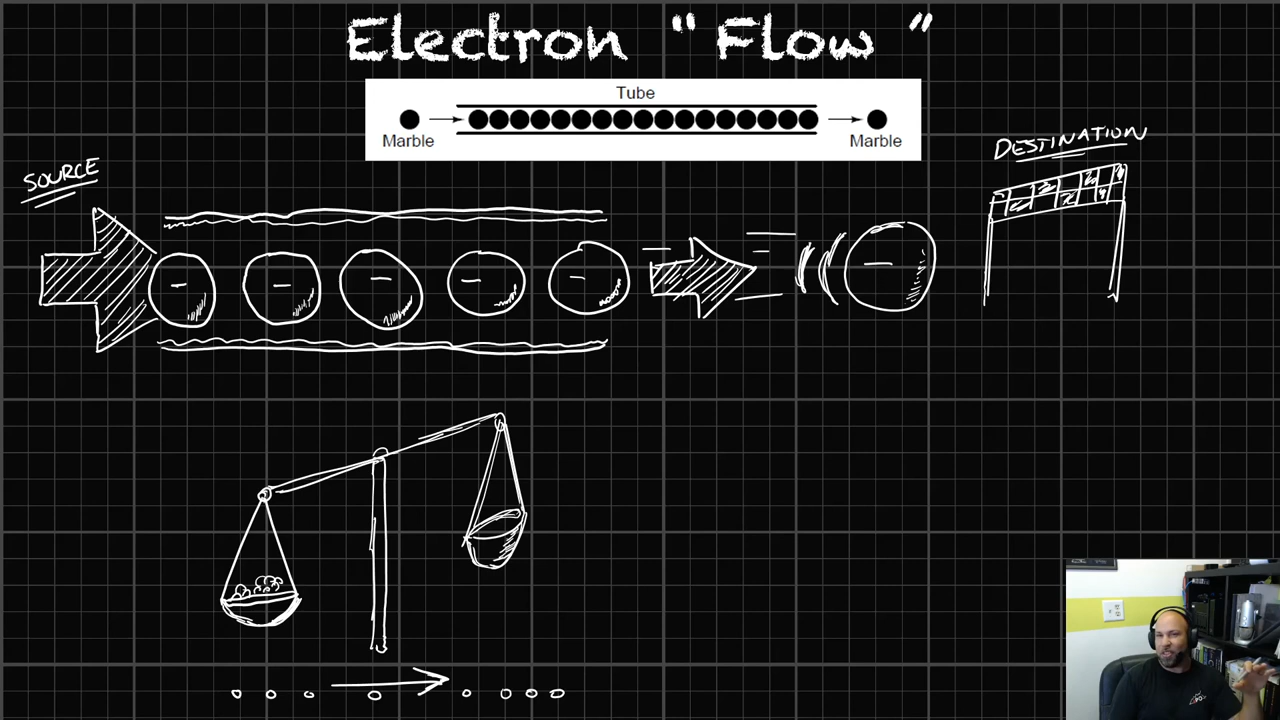 Electron “Flow”
Tube
Marble
Marble
SOURCE
DESTINATION
- - - - - -